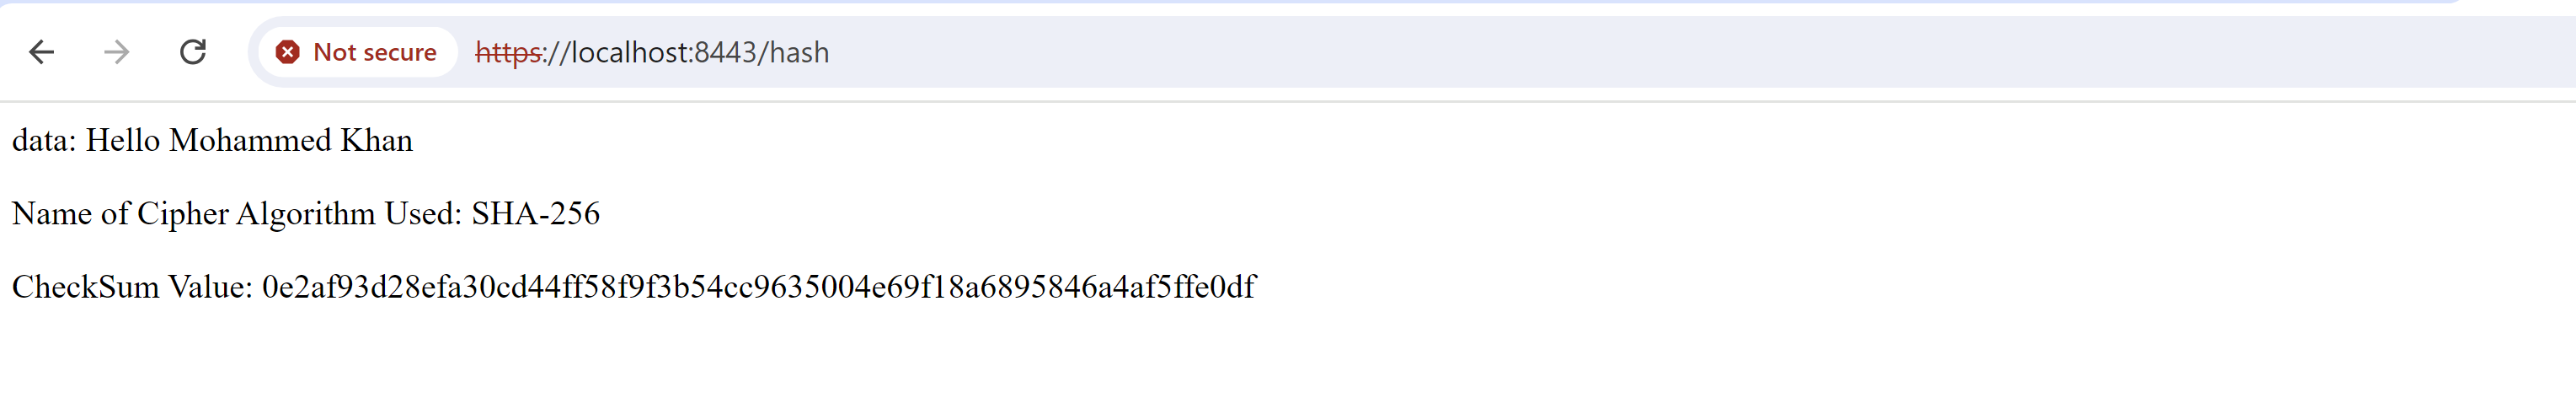 Not secure https://localhost:8443/hash
data: Hello Mohammed Khan
Name of Cipher Algorithm Used: SHA-256
CheckSum Value: 0e2af93d28efa30cd44ff58f9f3b54cc9635004e69f18a6895846a4af5ffe0df